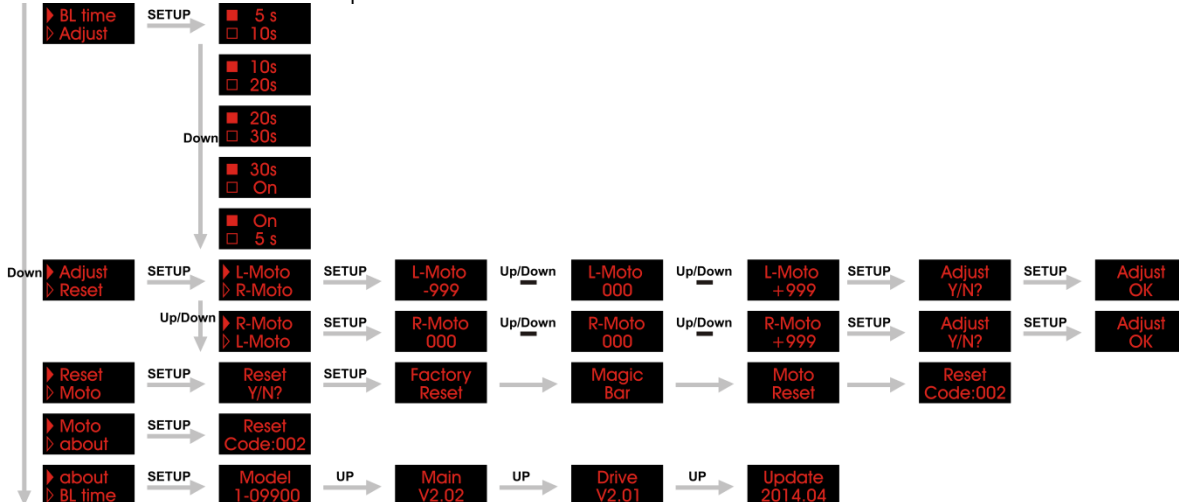 BL time
Adjust
SETUP
5 s
10s
10s
20s
Down
20s
30s
30s
On
On
5 s
Down
Adjust
Reset
SETUP
L-Moto
R-Moto
SETUP
L-Moto
-999
Up/Down
L-Moto
000
Up/Down
L-Moto
+999
SETUP
Adjust
Y/N?
SETUP
Adjust
OK
Up/Down
R-Moto
L-Moto
SETUP
R-Moto
000
Up/Down
R-Moto
000
Up/Down
R-Moto
+999
SETUP
Adjust
Y/N?
SETUP
Adjust
OK
Reset
Moto
SETUP
Reset
Y/N?
SETUP
Factory
Reset
Magic
Bar
Moto
Reset
Reset
Code:002
Moto
about
SETUP
Reset
Code:002
about
BL time
SETUP
Model
1-09900
UP
Main
V2.02
UP
Drive
V2.01
UP
Update
2014.04